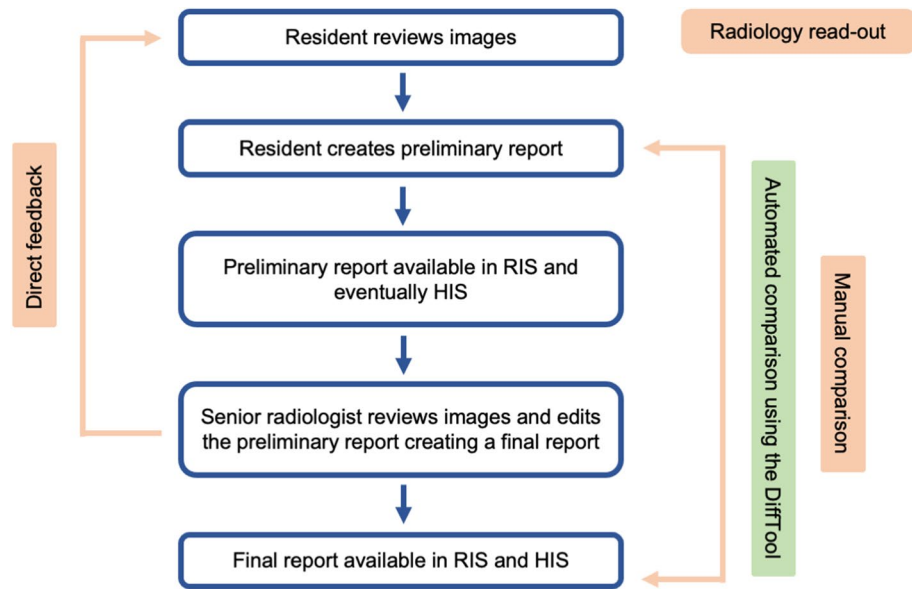 Resident reviews images
Radiology read-out
Resident creates preliminary report
Preliminary report available in RIS and
eventually HIS
Senior radiologist reviews images and edits
the preliminary report creating a final report
Final report available in RIS and HIS
Direct feedback
Automated comparison using the DiffTool
Manual comparison